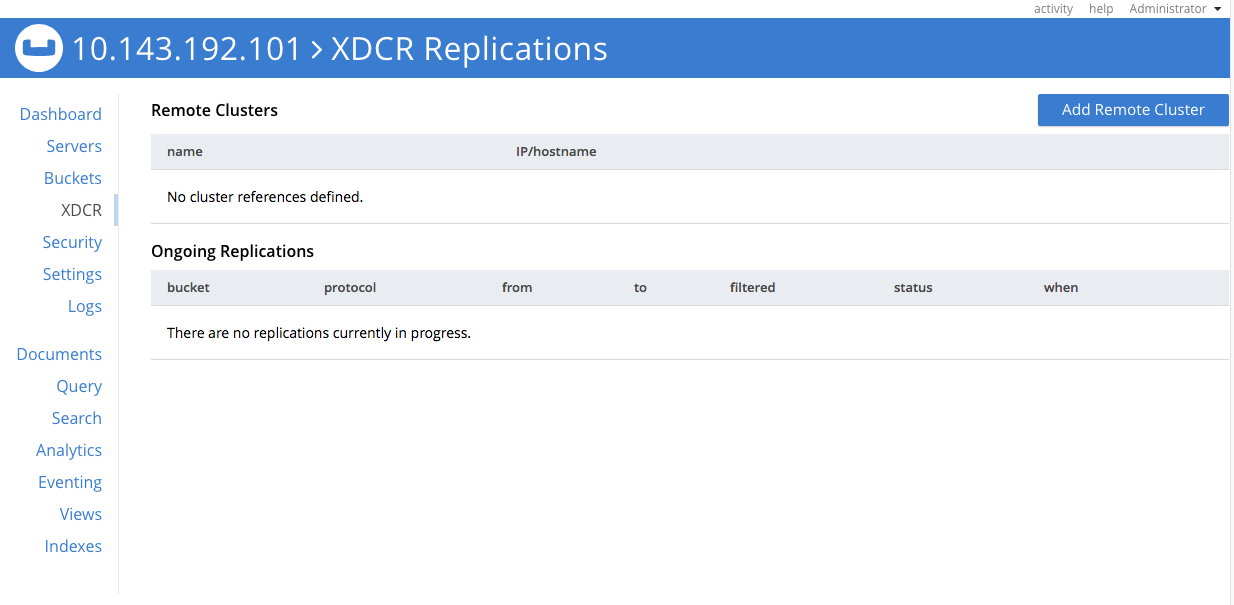 activity help Administrator
10.143.192.101 > XDCR Replications
Dashboard
Servers
Buckets
XDCR
Security
Settings
Logs
Documents
Query
Search
Analytics
Eventing
Views
Indexes
Remote Clusters
Add Remote Cluster
name IP/hostname
No cluster references defined.
Ongoing Replications
bucket protocol from to filtered status when
There are no replications currently in progress.